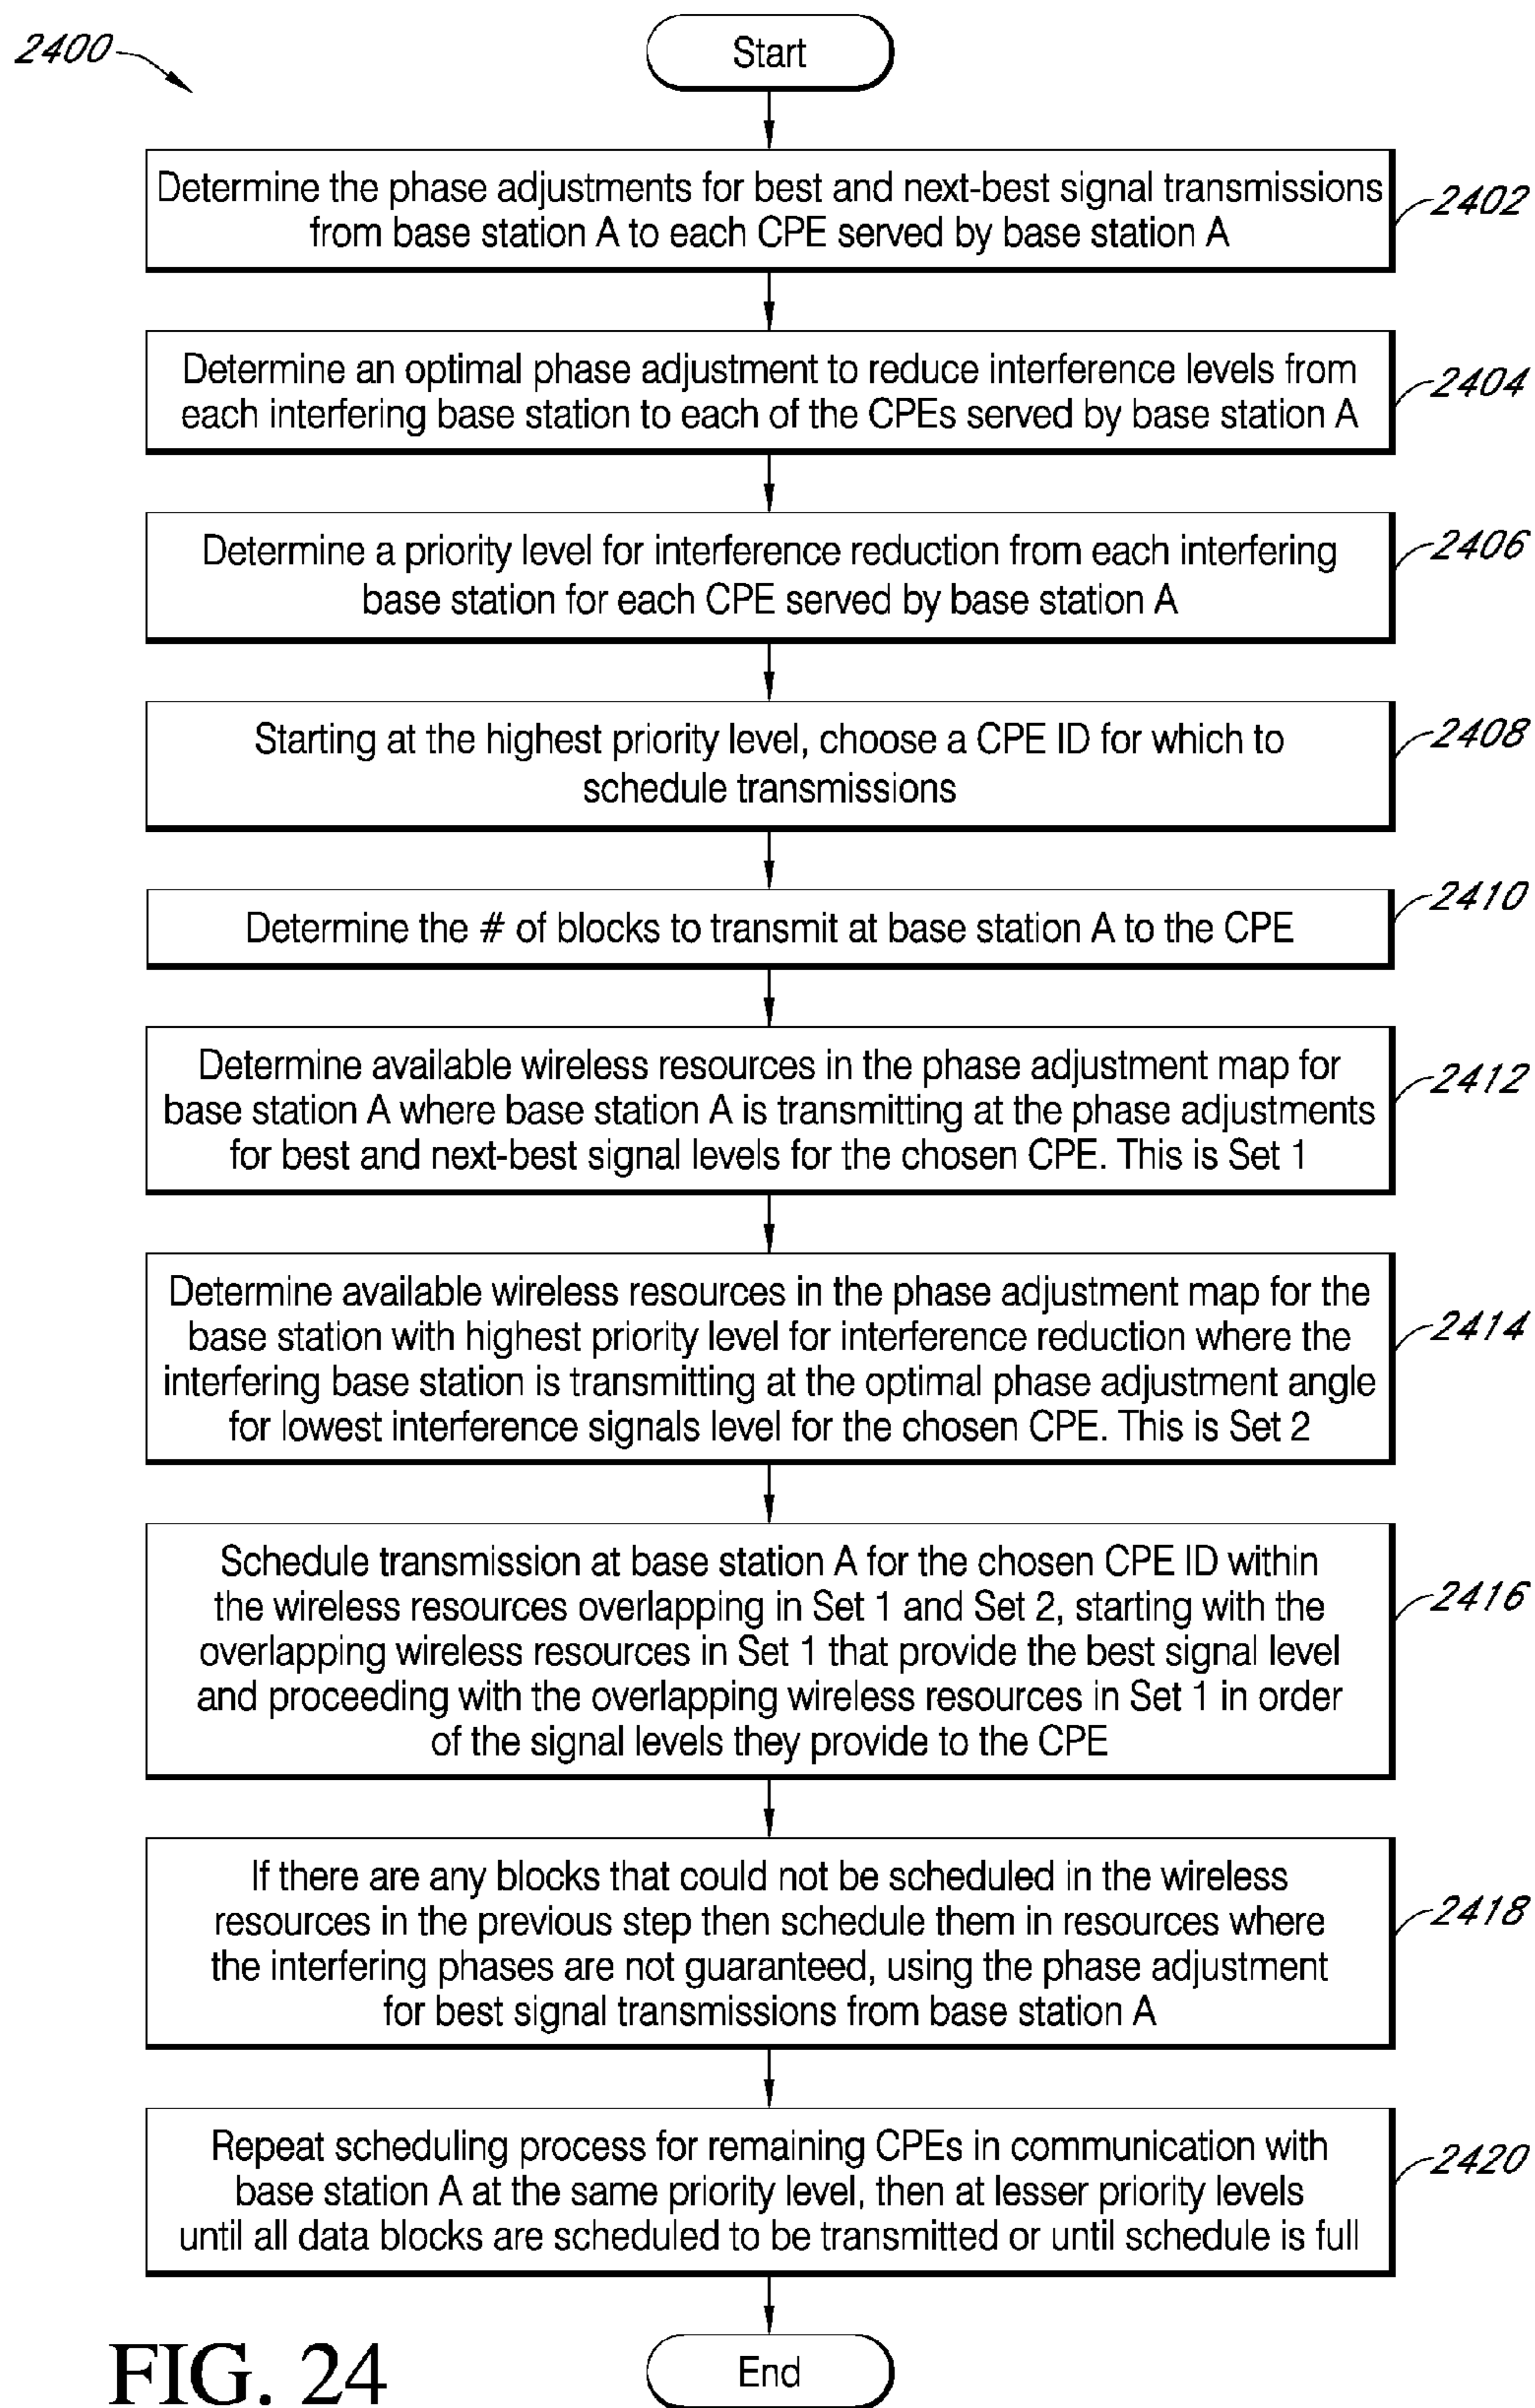 2400
Start
Determine the phase adjustments for best and next-best signal transmissions
from base station A to each CPE served by base station A
2402
Determine an optimal phase adjustment to reduce interference levels from
each interfering base station to each of the CPEs served by base station A
2404
Determine a priority level for interference reduction from each interfering
base station for each CPE served by base station A
2406
Starting at the highest priority level, choose a CPE ID for which to
schedule transmissions
2408
Determine the # of blocks to transmit at base station A to the CPE
2410
Determine available wireless resources in the phase adjustment map for
base station A where base station A is transmitting at the phase adjustments
for best and next-best signal levels for the chosen CPE. This is Set 1
2412
Determine available wireless resources in the phase adjustment map for the
base station with highest priority level for interference reduction where the
interfering base station is transmitting at the optimal phase adjustment angle
for lowest interference signals level for the chosen CPE. This is Set 2
2414
Schedule transmission at base station A for the chosen CPE ID within
the wireless resources overlapping in Set 1 and Set 2, starting with the
overlapping wireless resources in Set 1 that provide the best signal level
and proceeding with the overlapping wireless resources in Set 1 in order
of the signal levels they provide to the CPE
2416
If there are any blocks that could not be scheduled in the wireless
resources in the previous step then schedule them in resources where
the interfering phases are not guaranteed, using the phase adjustment
for best signal transmissions from base station A
2418
Repeat scheduling process for remaining CPEs in communication with
base station A at the same priority level, then at lesser priority levels
until all data blocks are scheduled to be transmitted or until schedule is full
2420
End
FIG. 24